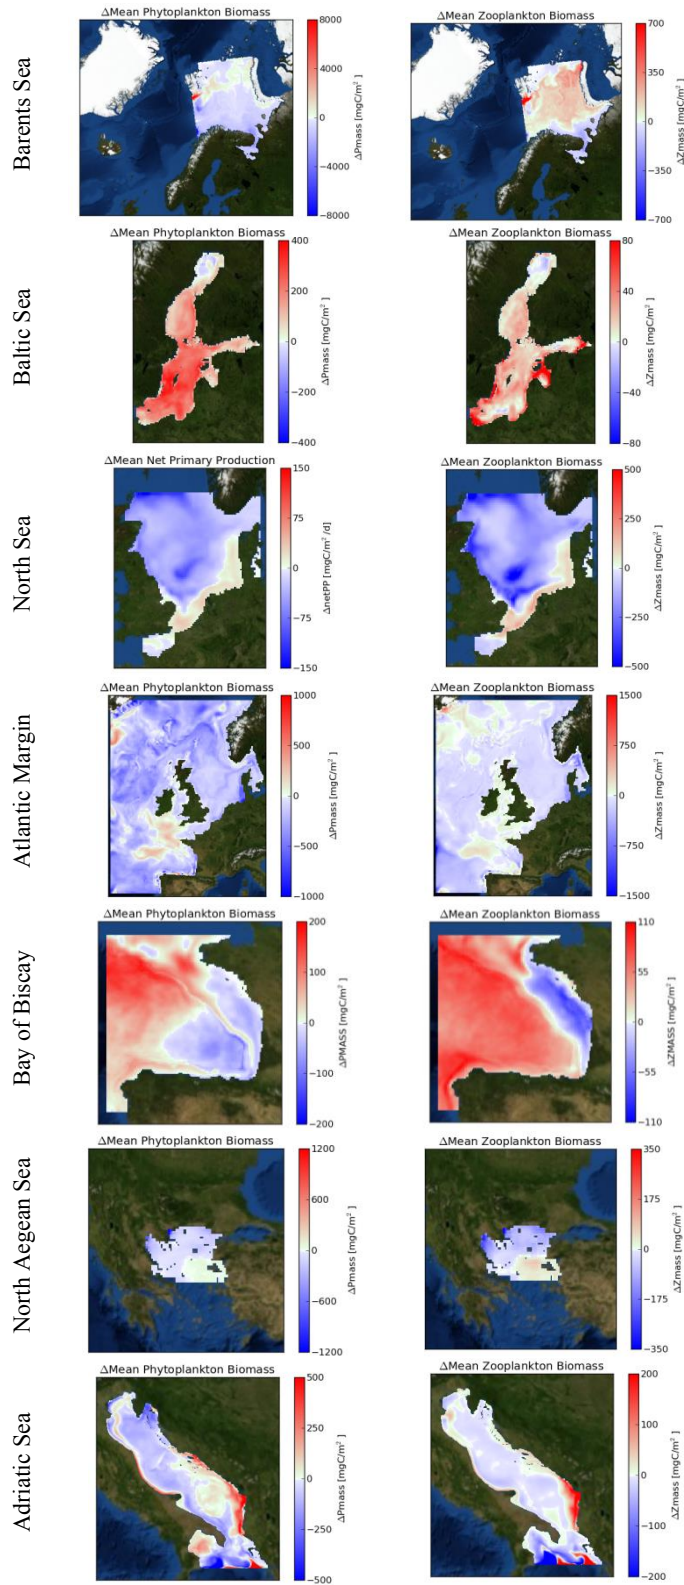 Barents Sea
ΔMean Phytoplankton Biomass
8000
4000
0
−4000
−8000
ΔPmass [mgC/m² ]
ΔMean Zooplankton Biomass
700
350
0
−350
−700
ΔZmass [mgC/m² ]
Baltic Sea
ΔMean Phytoplankton Biomass
400
200
0
−200
−400
ΔPmass [mgC/m² ]
ΔMean Zooplankton Biomass
80
40
0
−40
−80
ΔZmass [mgC/m² ]
North Sea
ΔMean Net Primary Production
150
75
0
−75
−150
ΔnetPP [mgC/m² /d]
ΔMean Zooplankton Biomass
500
250
0
−250
−500
ΔZmass [mgC/m² ]
Atlantic Margin
ΔMean Phytoplankton Biomass
1000
500
0
−500
−1000
ΔPmass [mgC/m² ]
ΔMean Zooplankton Biomass
1500
750
0
−750
−1500
ΔZmass [mgC/m² ]
Bay of Biscay
ΔMean Phytoplankton Biomass
200
100
0
−100
−200
ΔPMASS [mgC/m² ]
ΔMean Zooplankton Biomass
110
55
0
−55
−110
ΔZMASS [mgC/m² ]
North Aegean Sea
ΔMean Phytoplankton Biomass
1200
600
0
−600
−1200
ΔPmass [mgC/m² ]
ΔMean Zooplankton Biomass
350
175
0
−175
−350
ΔZmass [mgC/m² ]
Adriatic Sea
ΔMean Phytoplankton Biomass
500
250
0
−250
−500
ΔPmass [mgC/m² ]
ΔMean Zooplankton Biomass
200
100
0
−100
−200
ΔZmass [mgC/m² ]